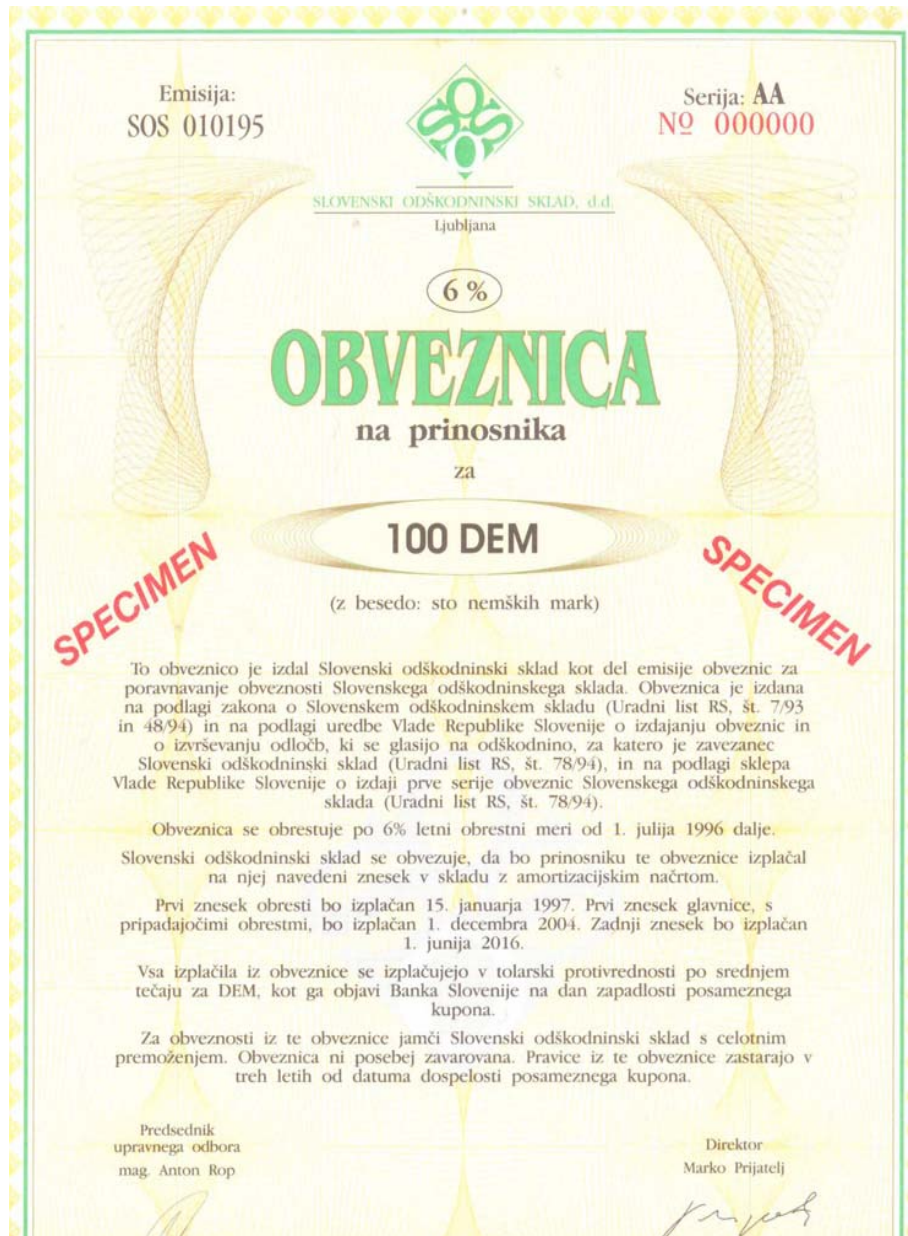 Emisija:
SOS 010195
SOS
Serija: AA
Nº 000000
SLOVENSKI ODŠKODNINSKI SKLAD, d.d.
Ljubljana
6 %
OBVEZNICA
na prinosnika
za
100 DEM
SPECIMEN
SPECIMEN
(z besedo: sto nemških mark)
To obveznico je izdal Slovenski odškodninski sklad kot del emisije obveznic za
poravnavanje obveznosti Slovenskega odškodninskega sklada. Obveznica je izdana
na podlagi zakona o Slovenskem odškodninskem skladu (Uradni list RS, št. 7/93
in 48/94) in na podlagi uredbe Vlade Republike Slovenije o izdajanju obveznic in
o izvrševanju odločb, ki se glasijo na odškodnino, za katero je zavezanec
Slovenski odškodninski sklad (Uradni list RS, št. 78/94), in na podlagi sklepa
Vlade Republike Slovenije o izdaji prve serije obveznic Slovenskega odškodninskega
sklada (Uradni list RS, št. 78/94).
Obveznica se obrestuje po 6% letni obrestni meri od 1. julija 1996 dalje.
Slovenski odškodninski sklad se obvezuje, da bo prinosniku te obveznice izplačal
na njej navedeni znesek v skladu z amortizacijskim načrtom.
Prvi znesek obresti bo izplačan 15. januarja 1997. Prvi znesek glavnice, s
pripadajočimi obrestmi, bo izplačan 1. decembra 2004. Zadnji znesek bo izplačan
1. junija 2016.
Vsa izplačila iz obveznice se izplačujejo v tolarski protivrednosti po srednjem
tečaju za DEM, kot ga objavi Banka Slovenije na dan zapadlosti posameznega
kupona.
Za obveznosti iz te obveznice jamči Slovenski odškodninski sklad s celotnim
premoženjem. Obveznica ni posebej zavarovana. Pravice iz te obveznice zastarajo v
treh letih od datuma dospelosti posameznega kupona.
Predsednik
upravnega odbora
mag. Anton Rop
Direktor
Marko Prijatelj